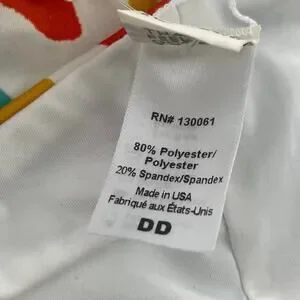 RN# 130061
80% Polyester/
Polyester
20% Spandex/Spandex
Made in USA
Fabriqué aux États-Unis
DD